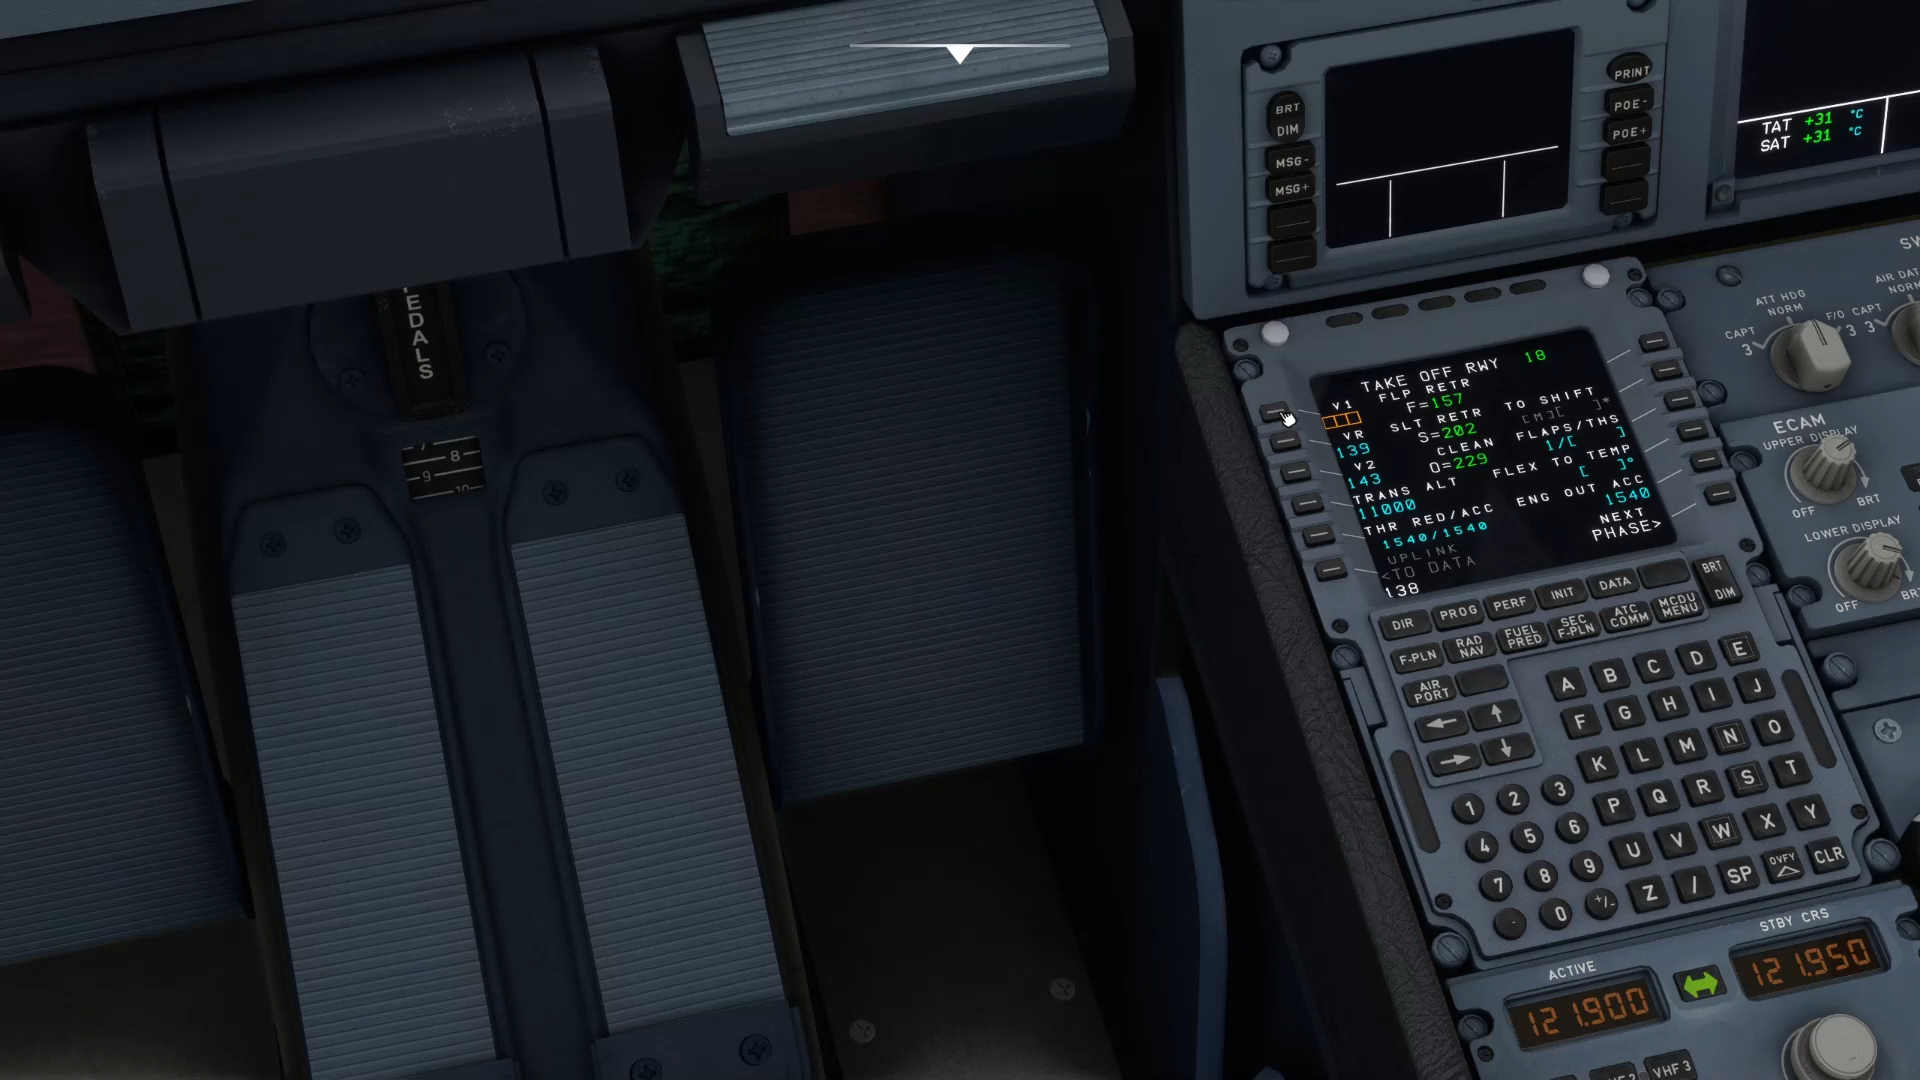 PRINT
BRT
DIM
POE-
POE+
MSG-
MSG+
TAT +31 °C
SAT +31 °C
EDALS
7
8
9
10
ATT HDG
NORM
CAPT
3
F/O
3
AIR DATA
NORM
CAPT
3
ECAM
UPPER DISPLAY
OFF
BRT
LOWER DISPLAY
OFF
TAKE OFF RWY 18
V1 FLP RETR
F=157
VR SLT RETR TO SHIFT
139 S=202 [M][ ]*
V2 CLEAN FLAPS/THS
143 O=229 1/[ ]
TRANS ALT FLEX TO TEMP
11000 [ ]°
THR RED/ACC ENG OUT ACC
1540/1540 1540
UPLINK NEXT
<TO DATA PHASE>
138
DIR PROG PERF INIT DATA
BRT
DIM
F-PLN RAD NAV FUEL PRED SEC F-PLN ATC COMM MCDU MENU
AIR PORT
← ↑
→ ↓
A B C D E
F G H I J
K L M N O
P Q R S T
U V W X Y
Z / SP OVFY CLR
1 2 3
4 5 6
7 8 9
. 0 +/-
ACTIVE
STBY CRS
121.900
121.950
VHF 3